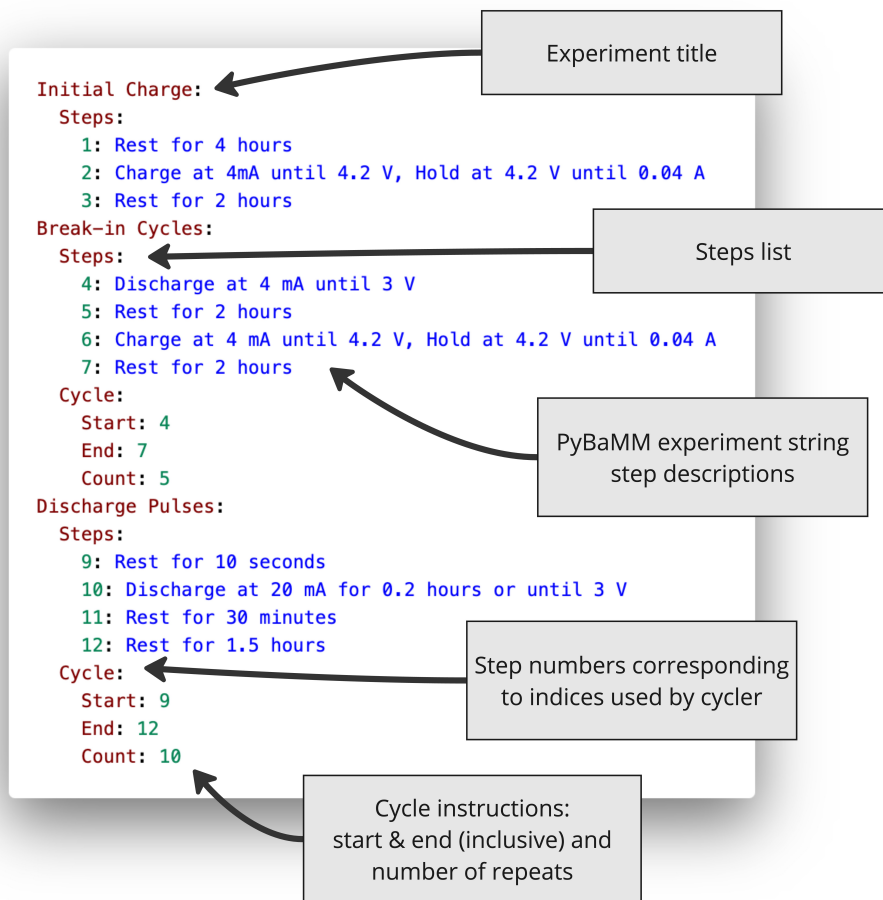 Experiment title
Initial Charge:
Steps:
1: Rest for 4 hours
2: Charge at 4mA until 4.2 V, Hold at 4.2 V until 0.04 A
3: Rest for 2 hours
Break-in Cycles:
Steps:
Steps list
4: Discharge at 4 mA until 3 V
5: Rest for 2 hours
6: Charge at 4 mA until 4.2 V, Hold at 4.2 V until 0.04 A
7: Rest for 2 hours
Cycle:
Start: 4
End: 7
Count: 5
PyBaMM experiment string
step descriptions
Discharge Pulses:
Steps:
9: Rest for 10 seconds
10: Discharge at 20 mA for 0.2 hours or until 3 V
11: Rest for 30 minutes
12: Rest for 1.5 hours
Cycle:
Start: 9
End: 12
Count: 10
Step numbers corresponding
to indices used by cycler
Cycle instructions:
start & end (inclusive) and
number of repeats